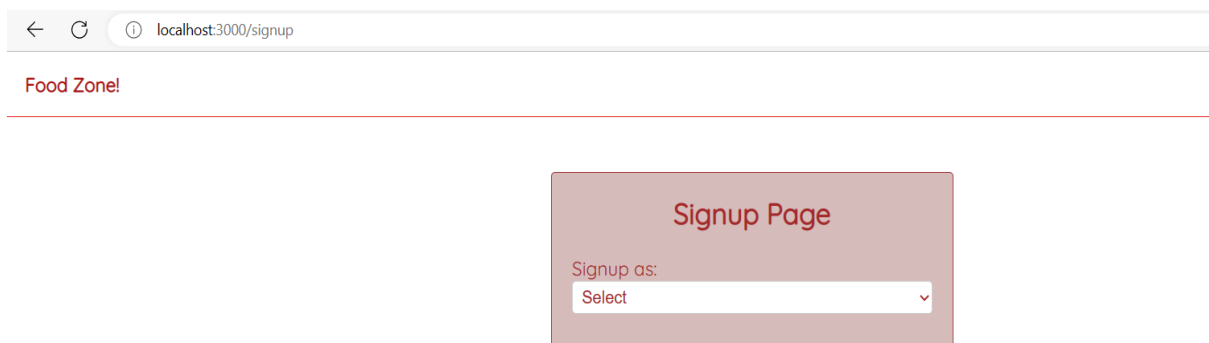 localhost:3000/signup
Food Zone!
Signup Page
Signup as:
Select